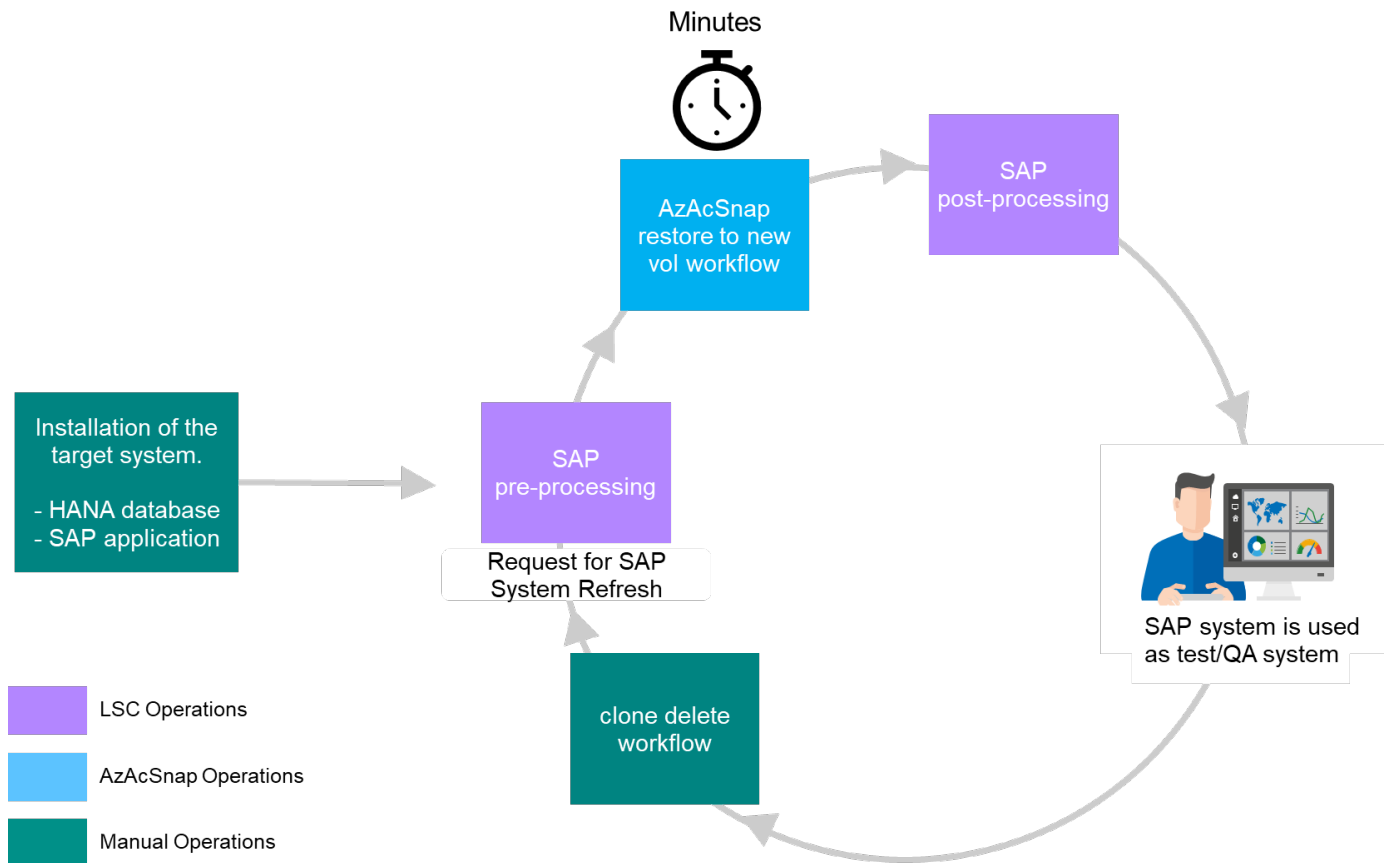 Minutes
AzAcSnap
restore to new
vol workflow
SAP
post-processing
Installation of the
target system.
- HANA database
- SAP application
SAP
pre-processing
Request for SAP
System Refresh
SAP system is used
as test/QA system
clone delete
workflow
LSC Operations
AzAcSnap Operations
Manual Operations